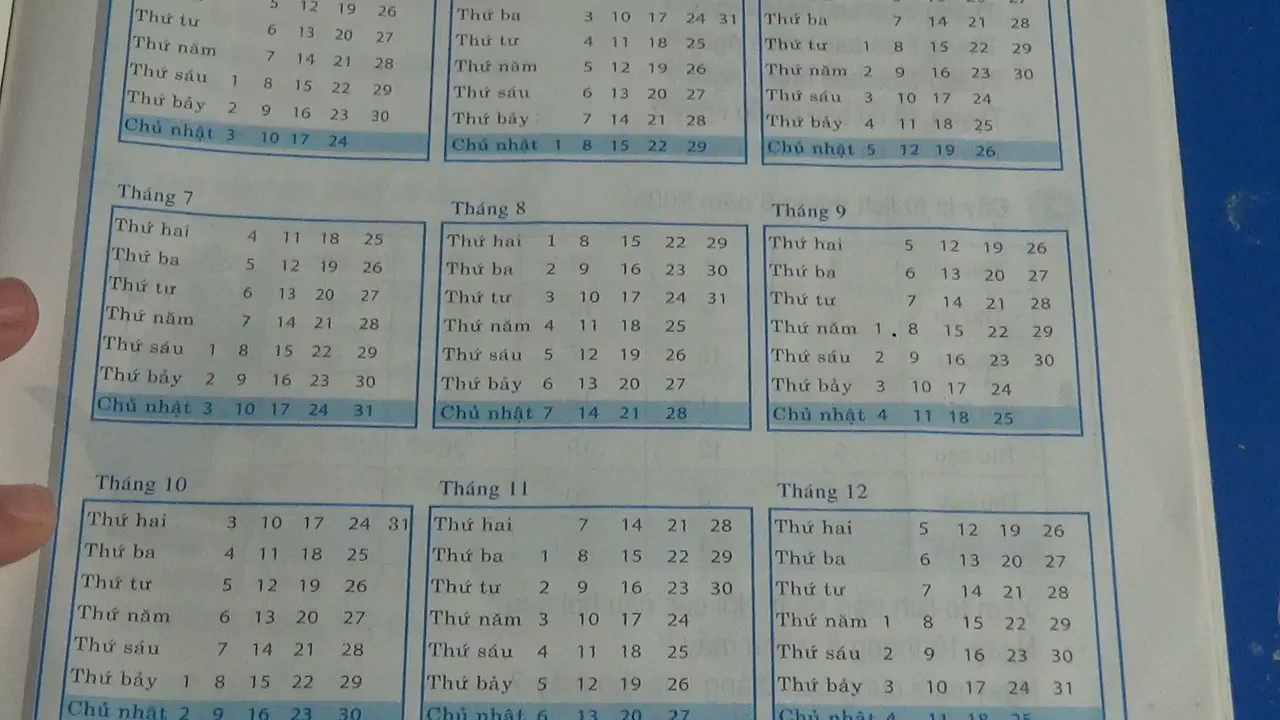 5 12 19 26
Thứ tư 6 13 20 27
Thứ năm 7 14 21 28
Thứ sáu 1 8 15 22 29
Thứ bảy 2 9 16 23 30
Chủ nhật 3 10 17 24
Thứ ba 3 10 17 24 31
Thứ tư 4 11 18 25
Thứ năm 5 12 19 26
Thứ sáu 6 13 20 27
Thứ bảy 7 14 21 28
Chủ nhật 1 8 15 22 29
Thứ ba 7 14 21 28
Thứ tư 1 8 15 22 29
Thứ năm 2 9 16 23 30
Thứ sáu 3 10 17 24
Thứ bảy 4 11 18 25
Chủ nhật 5 12 19 26
Tháng 7
Thứ hai 4 11 18 25
Thứ ba 5 12 19 26
Thứ tư 6 13 20 27
Thứ năm 7 14 21 28
Thứ sáu 1 8 15 22 29
Thứ bảy 2 9 16 23 30
Chủ nhật 3 10 17 24 31
Tháng 8
Thứ hai 1 8 15 22 29
Thứ ba 2 9 16 23 30
Thứ tư 3 10 17 24 31
Thứ năm 4 11 18 25
Thứ sáu 5 12 19 26
Thứ bảy 6 13 20 27
Chủ nhật 7 14 21 28
Tháng 9
Thứ hai 5 12 19 26
Thứ ba 6 13 20 27
Thứ tư 7 14 21 28
Thứ năm 1 . 8 15 22 29
Thứ sáu 2 9 16 23 30
Thứ bảy 3 10 17 24
Chủ nhật 4 11 18 25
Tháng 10
Thứ hai 3 10 17 24 31
Thứ ba 4 11 18 25
Thứ tư 5 12 19 26
Thứ năm 6 13 20 27
Thứ sáu 7 14 21 28
Thứ bảy 1 8 15 22 29
Chủ nhật 2 9 16 23 30
Tháng 11
Thứ hai 7 14 21 28
Thứ ba 1 8 15 22 29
Thứ tư 2 9 16 23 30
Thứ năm 3 10 17 24
Thứ sáu 4 11 18 25
Thứ bảy 5 12 19 26
Chủ nhật 6 13 20 27
Tháng 12
Thứ hai 5 12 19 26
Thứ ba 6 13 20 27
Thứ tư 7 14 21 28
Thứ năm 1 8 15 22 29
Thứ sáu 2 9 16 23 30
Thứ bảy 3 10 17 24 31
Chủ nhật 4 11 18 25